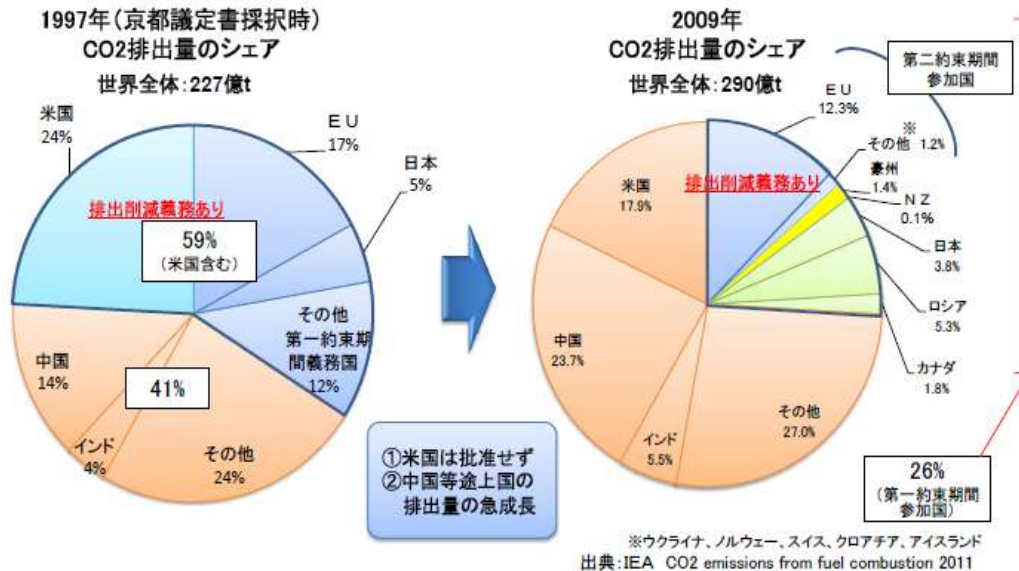 1997年(京都議定書採択時)
CO2排出量のシェア
世界全体:227億t
米国
24%
EU
17%
日本
5%
排出削減義務あり
59%
(米国含む)
その他
第一約束期
間義務国
12%
中国
14%
41%
インド
4%
その他
24%
①米国は批准せず
②中国等途上国の
排出量の急成長
2009年
CO2排出量のシェア
世界全体:290億t
第二約束期間
参加国
EU
12.3%
※
その他 1.2%
豪州
1.4%
NZ
0.1%
日本
3.8%
ロシア
5.3%
カナダ
1.8%
米国
17.9%
排出削減義務あり
中国
23.7%
インド
5.5%
その他
27.0%
26%
(第一約束期間
参加国)
※ウクライナ、ノルウェー、スイス、クロアチア、アイスランド
出典:IEA CO2 emissions from fuel combustion 2011